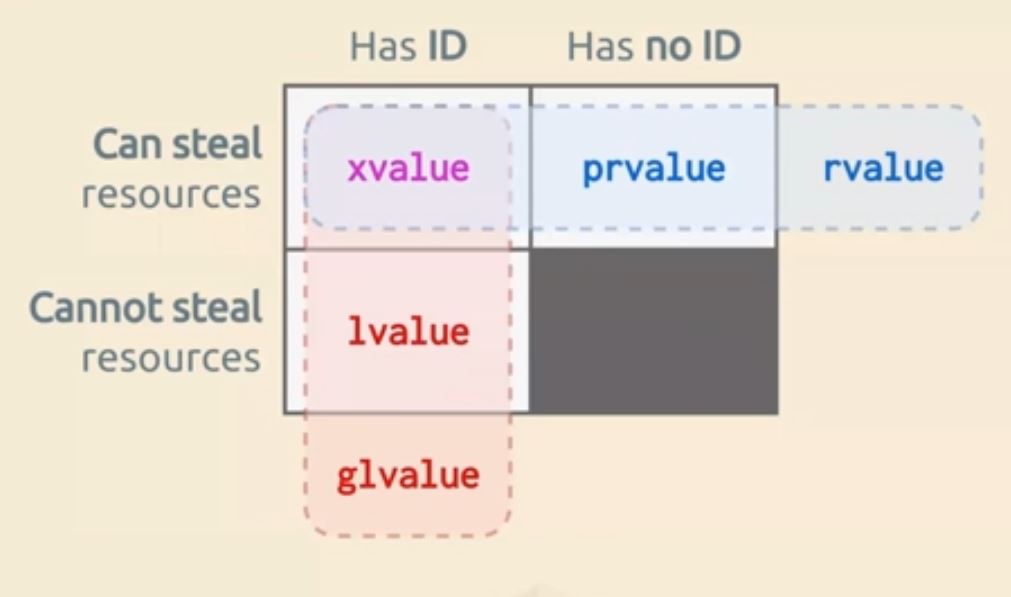 Has ID Has no ID
Can steal
resources
xvalue prvalue rvalue
Cannot steal
resources
lvalue
glvalue